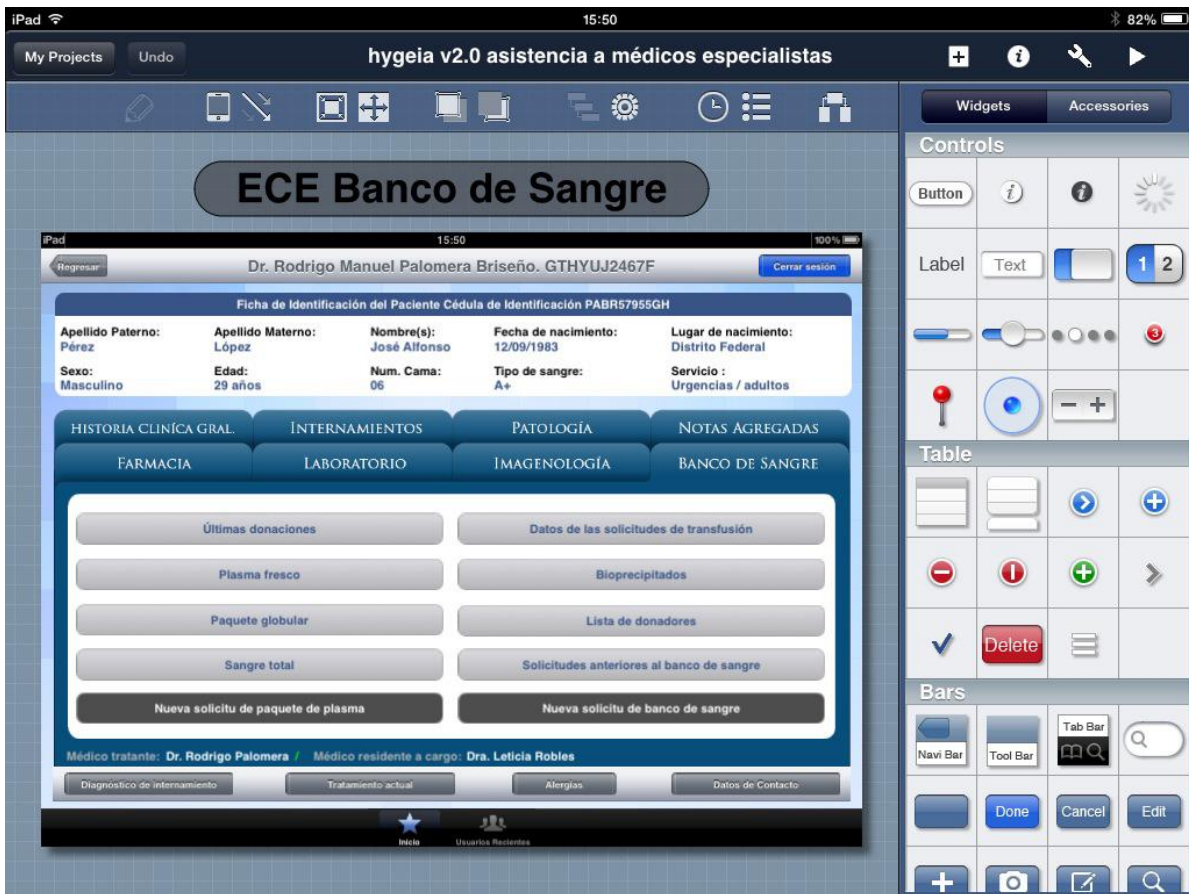 iPad 15:50 82%
My Projects Undo hygeia v2.0 asistencia a médicos especialistas
Widgets Accessories
Controls
Button
Label Text 1 2
3
Table
Delete
Bars
Navi Bar Tool Bar Tab Bar
Done Cancel Edit
ECE Banco de Sangre
iPad 15:50 100%
Regresar Dr. Rodrigo Manuel Palomera Briseño. GTHYUJ2467F Cerrar sesión
Ficha de Identificación del Paciente Cédula de Identificación PABR57955GH
Apellido Paterno: Apellido Materno: Nombre(s): Fecha de nacimiento: Lugar de nacimiento:
Pérez López José Alfonso 12/09/1983 Distrito Federal
Sexo: Edad: Num. Cama: Tipo de sangre: Servicio :
Masculino 29 años 06 A+ Urgencias / adultos
HISTORIA CLINÍCA GRAL. INTERNAMIENTOS PATOLOGÍA NOTAS AGREGADAS
FARMACIA LABORATORIO IMAGENOLOGÍA BANCO DE SANGRE
Últimas donaciones Datos de las solicitudes de transfusión
Plasma fresco Bioprecipitados
Paquete globular Lista de donadores
Sangre total Solicitudes anteriores al banco de sangre
Nueva solicitu de paquete de plasma Nueva solicitu de banco de sangre
Médico tratante: Dr. Rodrigo Palomera / Médico residente a cargo: Dra. Leticia Robles
Diagnóstico de internamiento Tratamiento actual Alergias Datos de Contacto
Inicio Usuarios Recientes